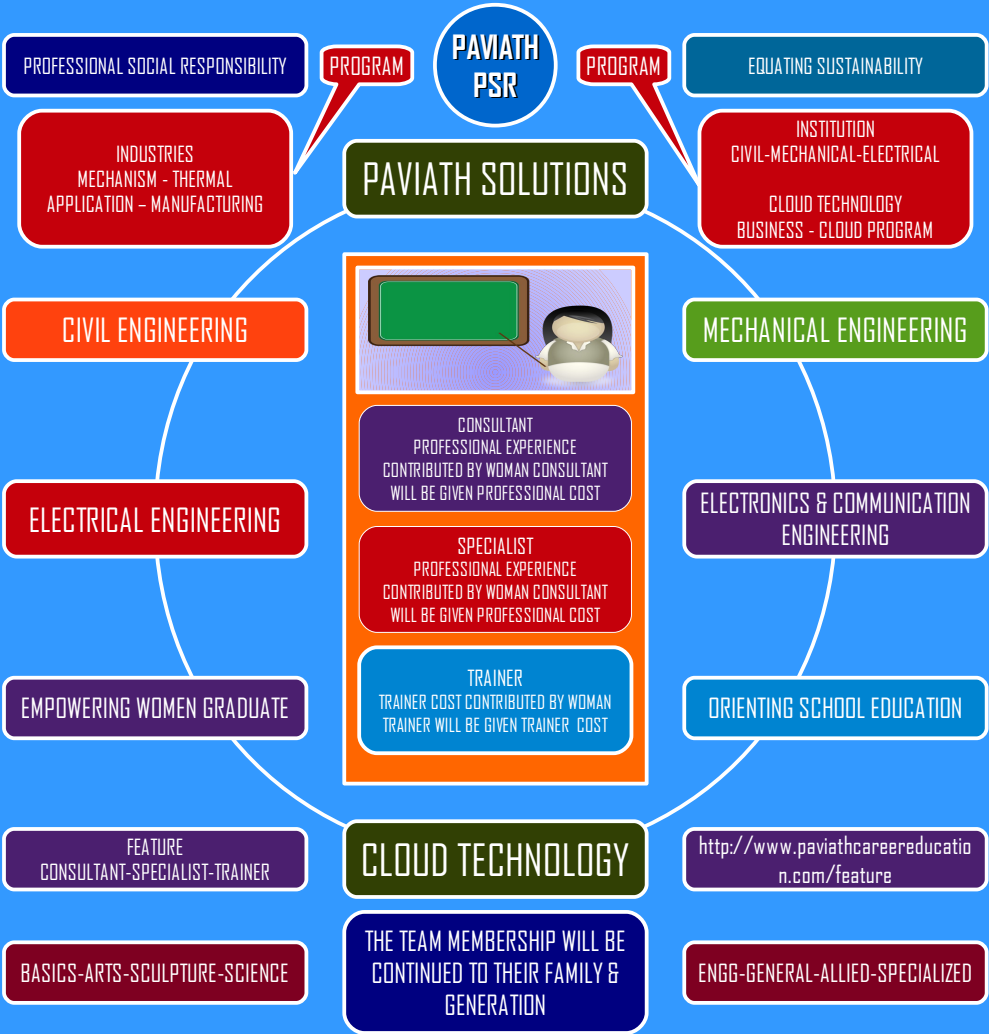 PAVIATH
PSR
PROFESSIONAL SOCIAL RESPONSIBILITY
PROGRAM
PROGRAM
EQUATING SUSTAINABILITY
INDUSTRIES
MECHANISM - THERMAL
APPLICATION – MANUFACTURING
PAVIATH SOLUTIONS
INSTITUTION
CIVIL-MECHANICAL-ELECTRICAL
CLOUD TECHNOLOGY
BUSINESS - CLOUD PROGRAM
CIVIL ENGINEERING
MECHANICAL ENGINEERING
CONSULTANT
PROFESSIONAL EXPERIENCE
CONTRIBUTED BY WOMAN CONSULTANT
WILL BE GIVEN PROFESSIONAL COST
ELECTRICAL ENGINEERING
ELECTRONICS & COMMUNICATION
ENGINEERING
SPECIALIST
PROFESSIONAL EXPERIENCE
CONTRIBUTED BY WOMAN CONSULTANT
WILL BE GIVEN PROFESSIONAL COST
TRAINER
TRAINER COST CONTRIBUTED BY WOMAN
TRAINER WILL BE GIVEN TRAINER COST
EMPOWERING WOMEN GRADUATE
ORIENTING SCHOOL EDUCATION
FEATURE
CONSULTANT-SPECIALIST-TRAINER
CLOUD TECHNOLOGY
http://www.paviathcareereducatio
n.com/feature
BASICS-ARTS-SCULPTURE-SCIENCE
THE TEAM MEMBERSHIP WILL BE
CONTINUED TO THEIR FAMILY &
GENERATION
ENGG-GENERAL-ALLIED-SPECIALIZED